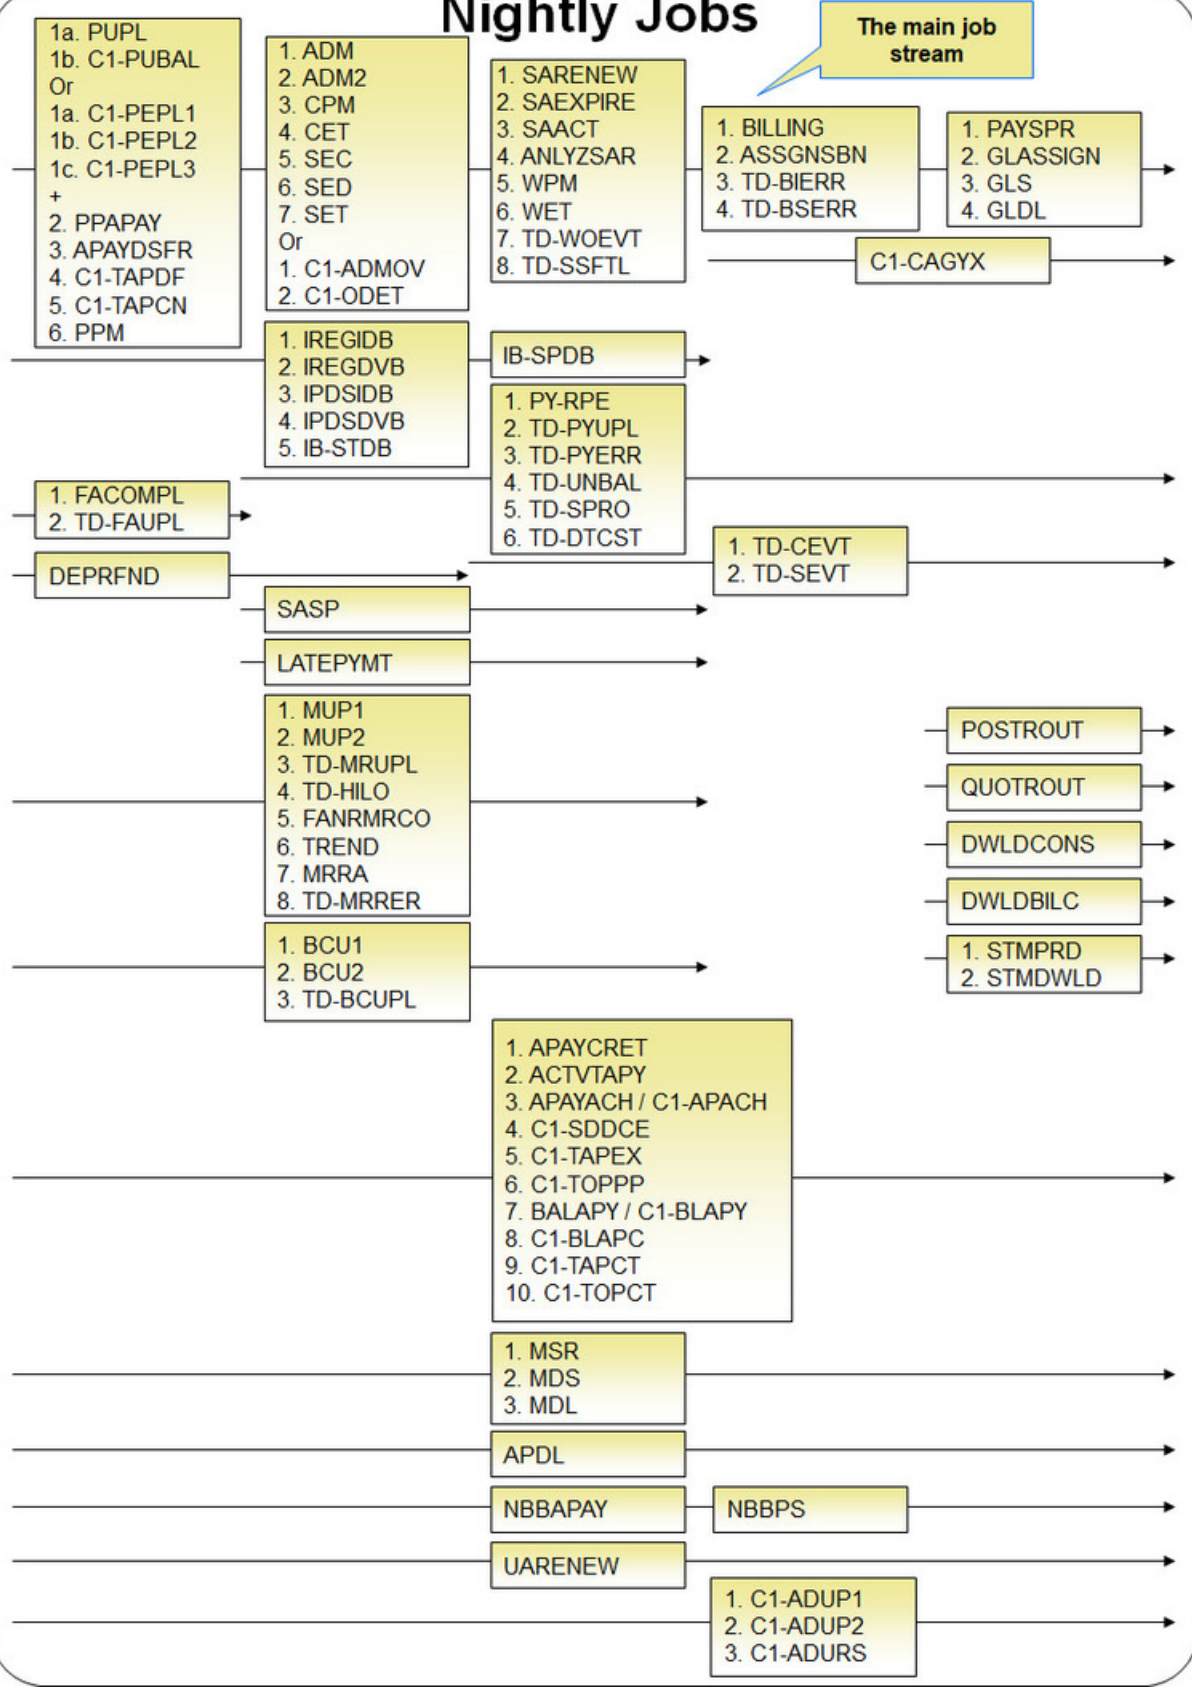 Nightly Jobs
The main job
stream
1a. PUPL
1b. C1-PUBAL
Or
1a. C1-PEPL1
1b. C1-PEPL2
1c. C1-PEPL3
+
2. PPAPAY
3. APAYDSFR
4. C1-TAPDF
5. C1-TAPCN
6. PPM
1. ADM
2. ADM2
3. CPM
4. CET
5. SEC
6. SED
7. SET
Or
1. C1-ADMOV
2. C1-ODET
1. SARENEW
2. SAEXPIRE
3. SAACT
4. ANLYZSAR
5. WPM
6. WET
7. TD-WOEVT
8. TD-SSFTL
1. BILLING
2. ASSGNSBN
3. TD-BIERR
4. TD-BSERR
1. PAYSPR
2. GLASSIGN
3. GLS
4. GLDL
C1-CAGYX
1. IREGIDB
2. IREGDVB
3. IPDSIDB
4. IPDSDVB
5. IB-STDB
IB-SPDB
1. PY-RPE
2. TD-PYUPL
3. TD-PYERR
4. TD-UNBAL
5. TD-SPRO
6. TD-DTCST
1. FACOMPL
2. TD-FAUPL
1. TD-CEVT
2. TD-SEVT
DEPRFND
SASP
LATEPYMT
1. MUP1
2. MUP2
3. TD-MRUPL
4. TD-HILO
5. FANRMRCO
6. TREND
7. MRRA
8. TD-MRRER
POSTROUT
QUOTROUT
DWLDCONS
DWLDBILC
1. STMPRD
2. STMDWLD
1. BCU1
2. BCU2
3. TD-BCUPL
1. APAYCRET
2. ACTVTAPY
3. APAYACH / C1-APACH
4. C1-SDDCE
5. C1-TAPEX
6. C1-TOPPP
7. BALAPY / C1-BLAPY
8. C1-BLAPC
9. C1-TAPCT
10. C1-TOPCT
1. MSR
2. MDS
3. MDL
APDL
NBBAPAY
NBBPS
UARENEW
1. C1-ADUP1
2. C1-ADUP2
3. C1-ADURS